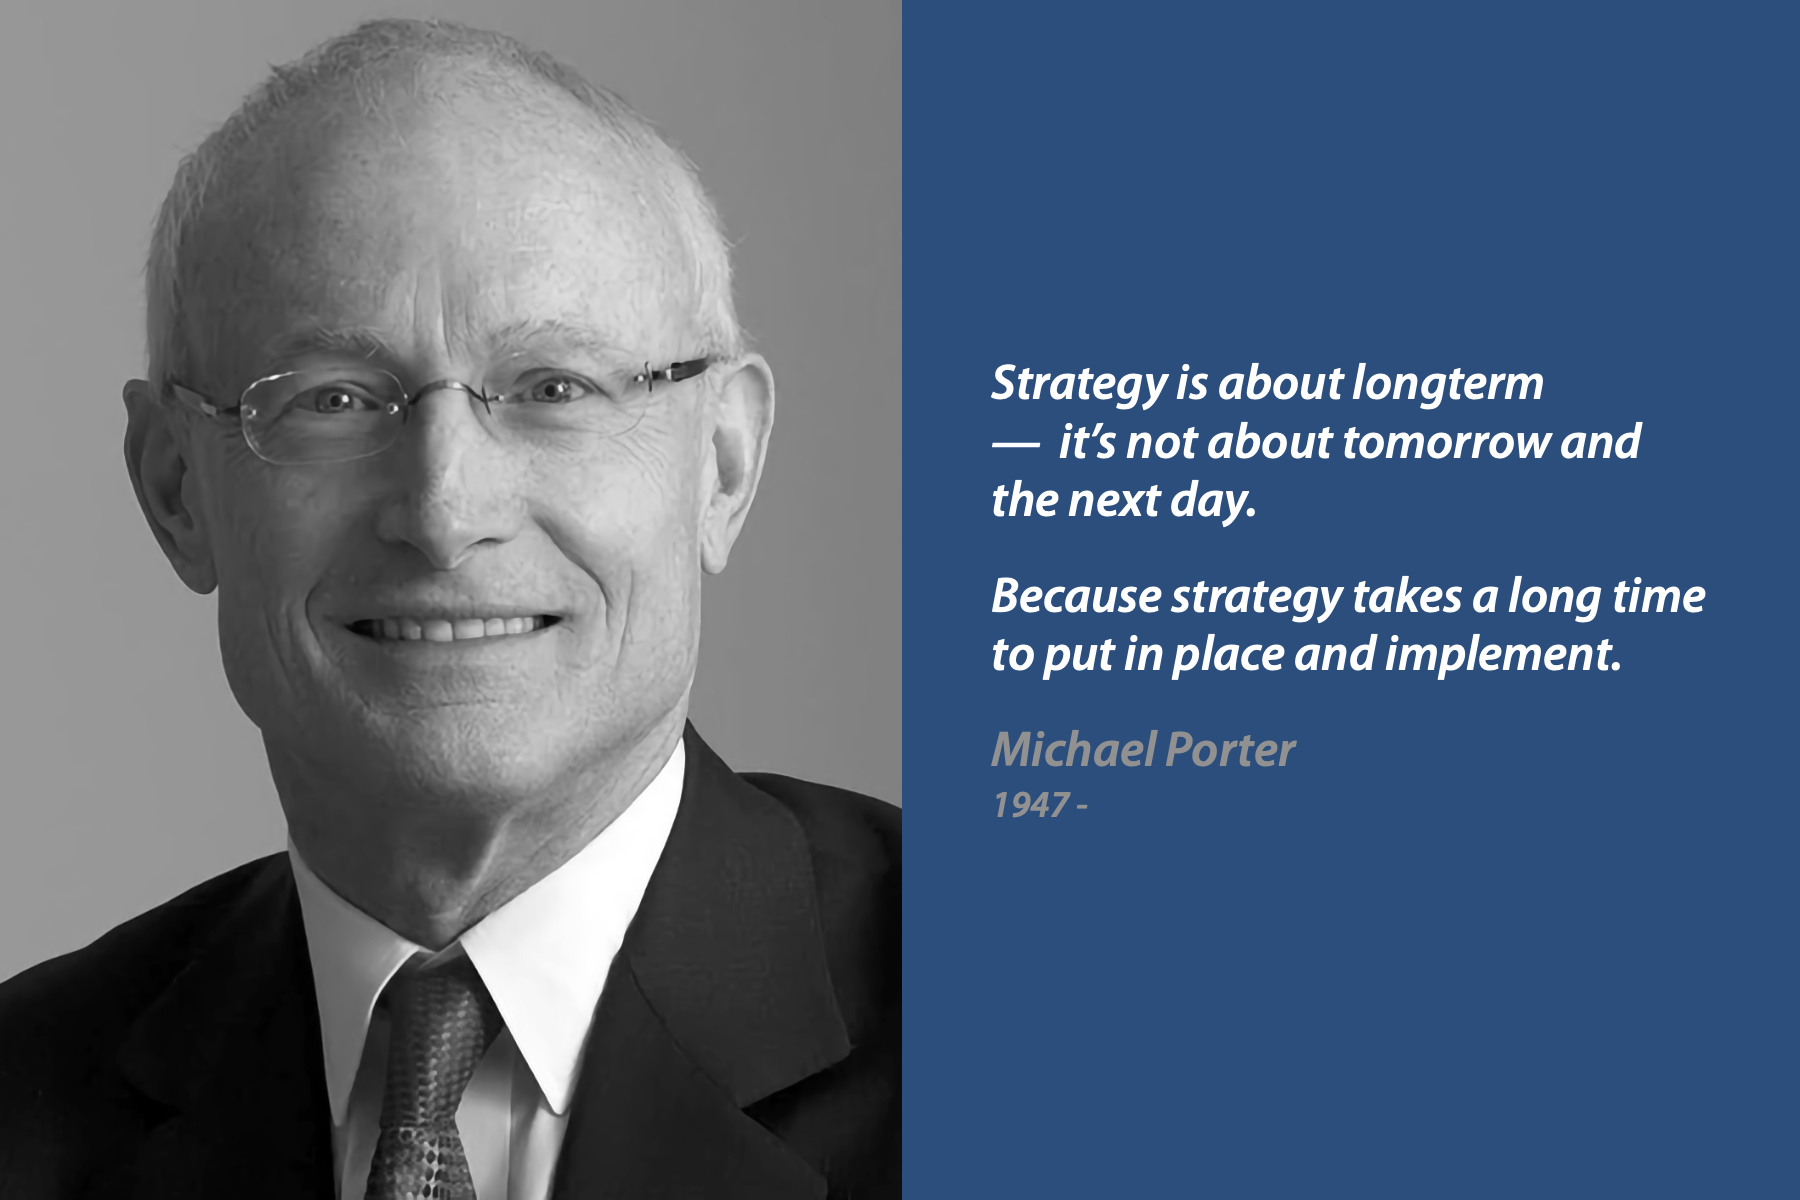 Strategy is about longterm
— it’s not about tomorrow and
the next day.
Because strategy takes a long time
to put in place and implement.
Michael Porter
1947 -